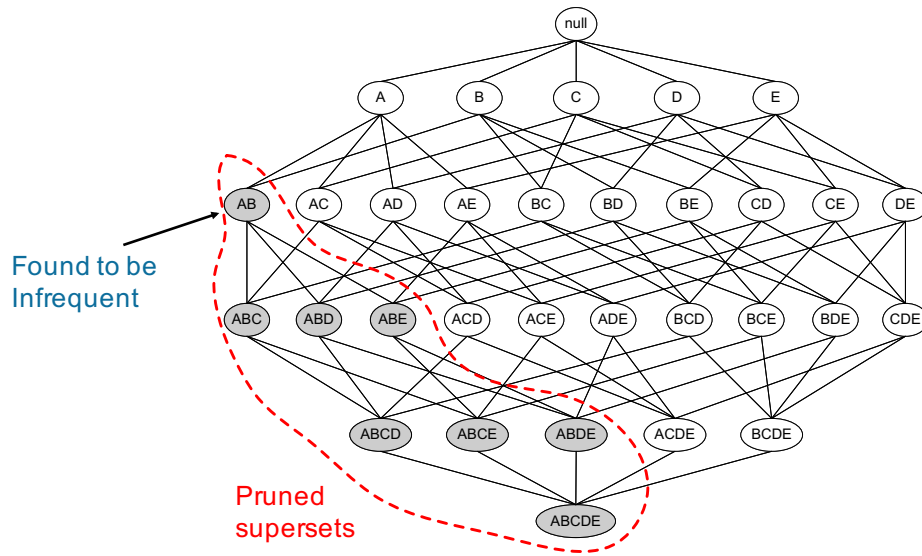 null
A B C D E
AB AC AD AE BC BD BE CD CE DE
Found to be
Infrequent
ABC ABD ABE ACD ACE ADE BCD BCE BDE CDE
ABCD ABCE ABDE ACDE BCDE
Pruned
supersets
ABCDE